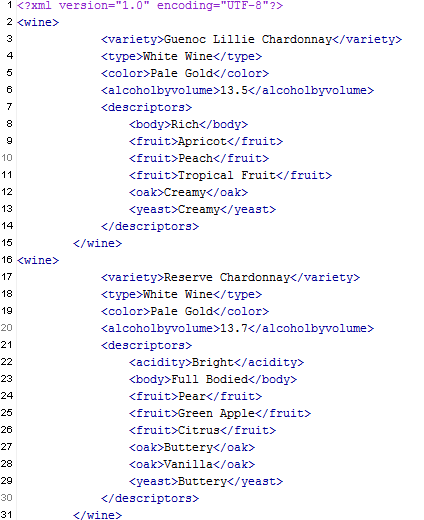 1 <?xml version="1.0" encoding="UTF-8"?>
2 <wine>
3 <variety>Guenoc Lillie Chardonnay</variety>
4 <type>White Wine</type>
5 <color>Pale Gold</color>
6 <alcoholbyvolume>13.5</alcoholbyvolume>
7 <descriptors>
8 <body>Rich</body>
9 <fruit>Apricot</fruit>
10 <fruit>Peach</fruit>
11 <fruit>Tropical Fruit</fruit>
12 <oak>Creamy</oak>
13 <yeast>Creamy</yeast>
14 </descriptors>
15 </wine>
16 <wine>
17 <variety>Reserve Chardonnay</variety>
18 <type>White Wine</type>
19 <color>Pale Gold</color>
20 <alcoholbyvolume>13.7</alcoholbyvolume>
21 <descriptors>
22 <acidity>Bright</acidity>
23 <body>Full Bodied</body>
24 <fruit>Pear</fruit>
25 <fruit>Green Apple</fruit>
26 <fruit>Citrus</fruit>
27 <oak>Buttery</oak>
28 <oak>Vanilla</oak>
29 <yeast>Buttery</yeast>
30 </descriptors>
31 </wine>